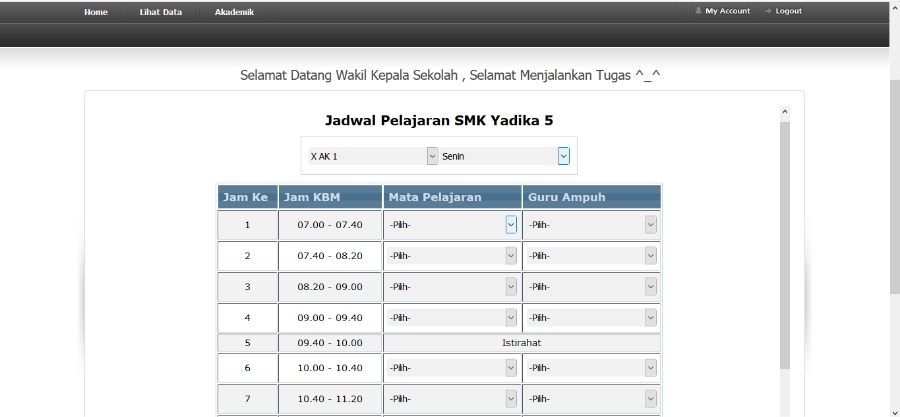 Home Lihat Data Akademik My Account Logout
Selamat Datang Wakil Kepala Sekolah , Selamat Menjalankan Tugas ^_^
Jadwal Pelajaran SMK Yadika 5
X AK 1 Senin
Jam Ke Jam KBM Mata Pelajaran Guru Ampuh
1 07.00 - 07.40 -Pilih- -Pilih-
2 07.40 - 08.20 -Pilih- -Pilih-
3 08.20 - 09.00 -Pilih- -Pilih-
4 09.00 - 09.40 -Pilih- -Pilih-
5 09.40 - 10.00 Istirahat
6 10.00 - 10.40 -Pilih- -Pilih-
7 10.40 - 11.20 -Pilih- -Pilih-